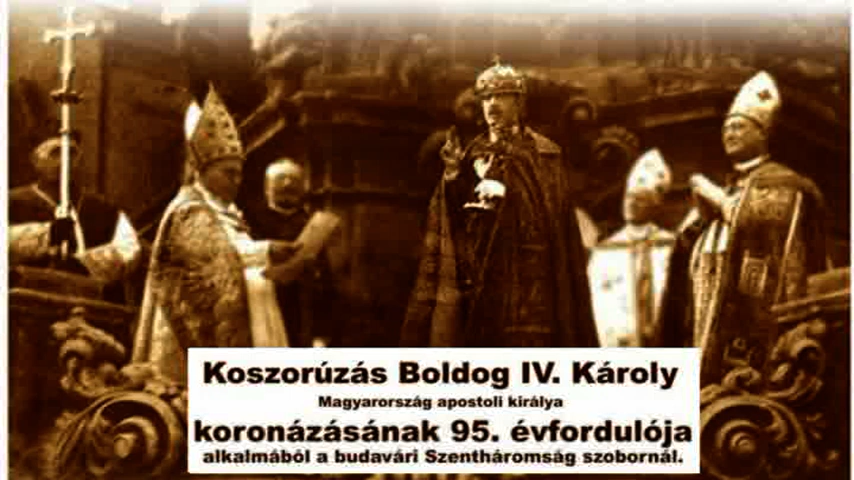 Koszorúzás Boldog IV. Károly
Magyarország apostoli királya
koronázásának 95. évfordulója
alkalmából a budavári Szentháromság szobornál.